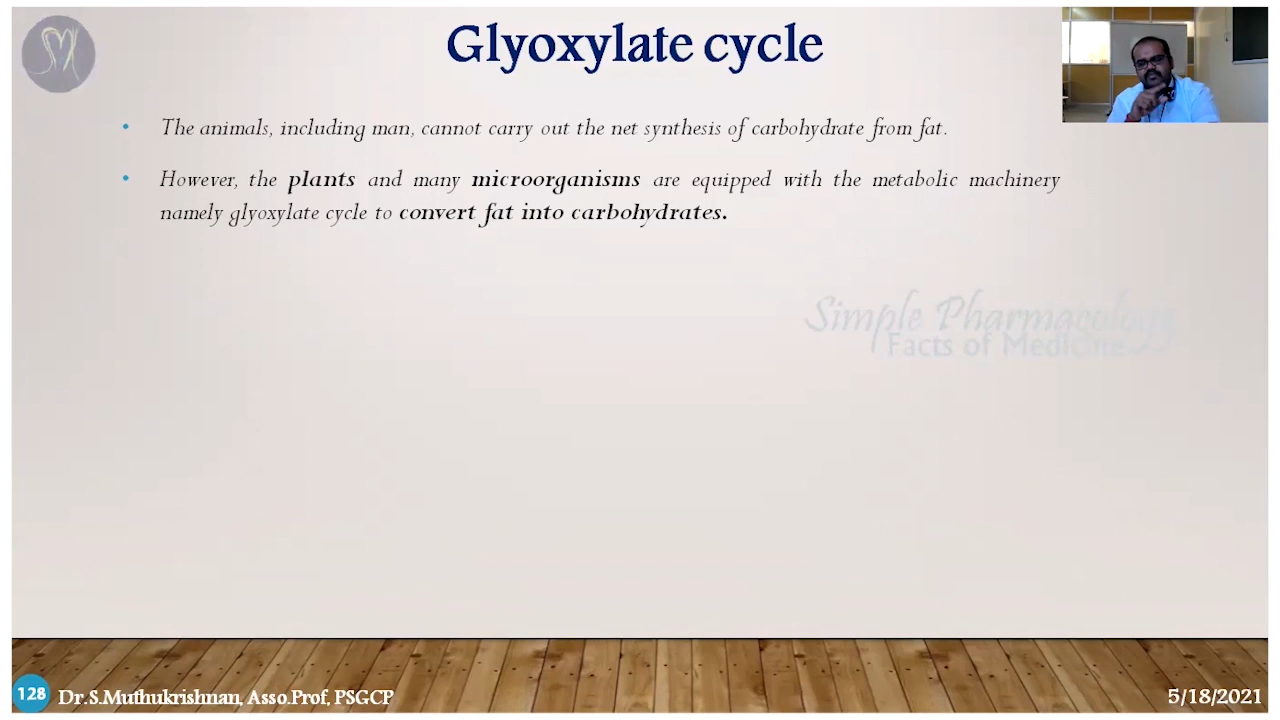 Glyoxylate cycle
• The animals, including man, cannot carry out the net synthesis of carbohydrate from fat.
• However, the plants and many microorganisms are equipped with the metabolic machinery
namely glyoxylate cycle to convert fat into carbohydrates.
Simple Pharmacology
Facts of Medicine
128 Dr.S.Muthukrishnan, Asso.Prof, PSGCP
5/18/2021